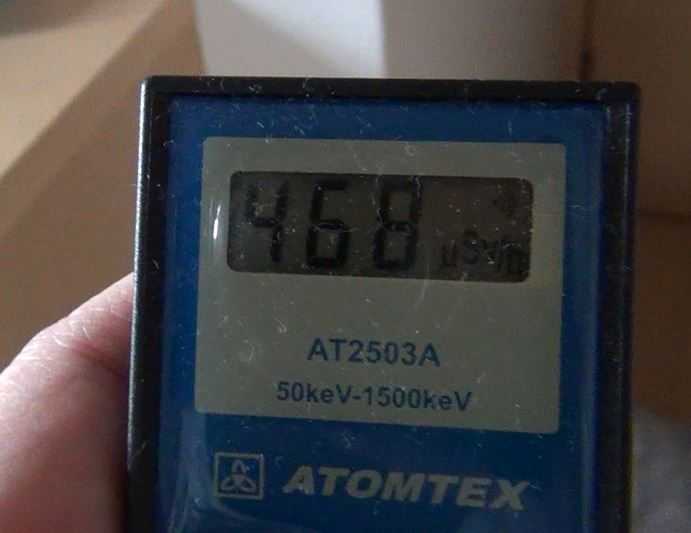 468 µSv/h
AT2503A
50keV-1500keV
ATOMTEX